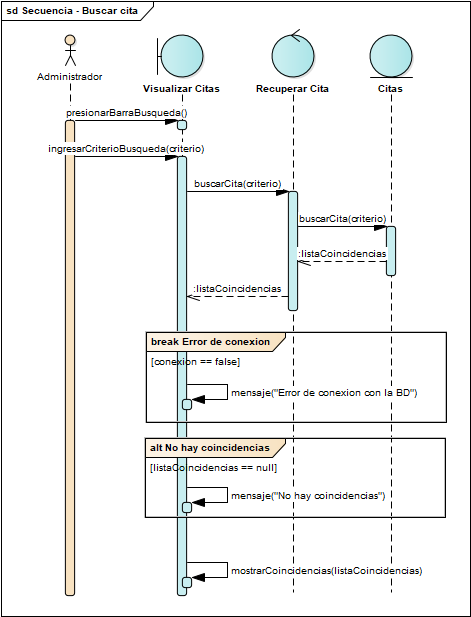 sd Secuencia - Buscar cita
Administrador
Visualizar Citas
Recuperar Cita
Citas
presionarBarraBusqueda()
ingresarCriterioBusqueda(criterio)
buscarCita(criterio)
buscarCita(criterio)
:listaCoincidencias
:listaCoincidencias
break Error de conexion
[conexion == false]
mensaje("Error de conexion con la BD")
alt No hay coincidencias
[listaCoincidencias == null]
mensaje("No hay coincidencias")
mostrarCoincidencias(listaCoincidencias)